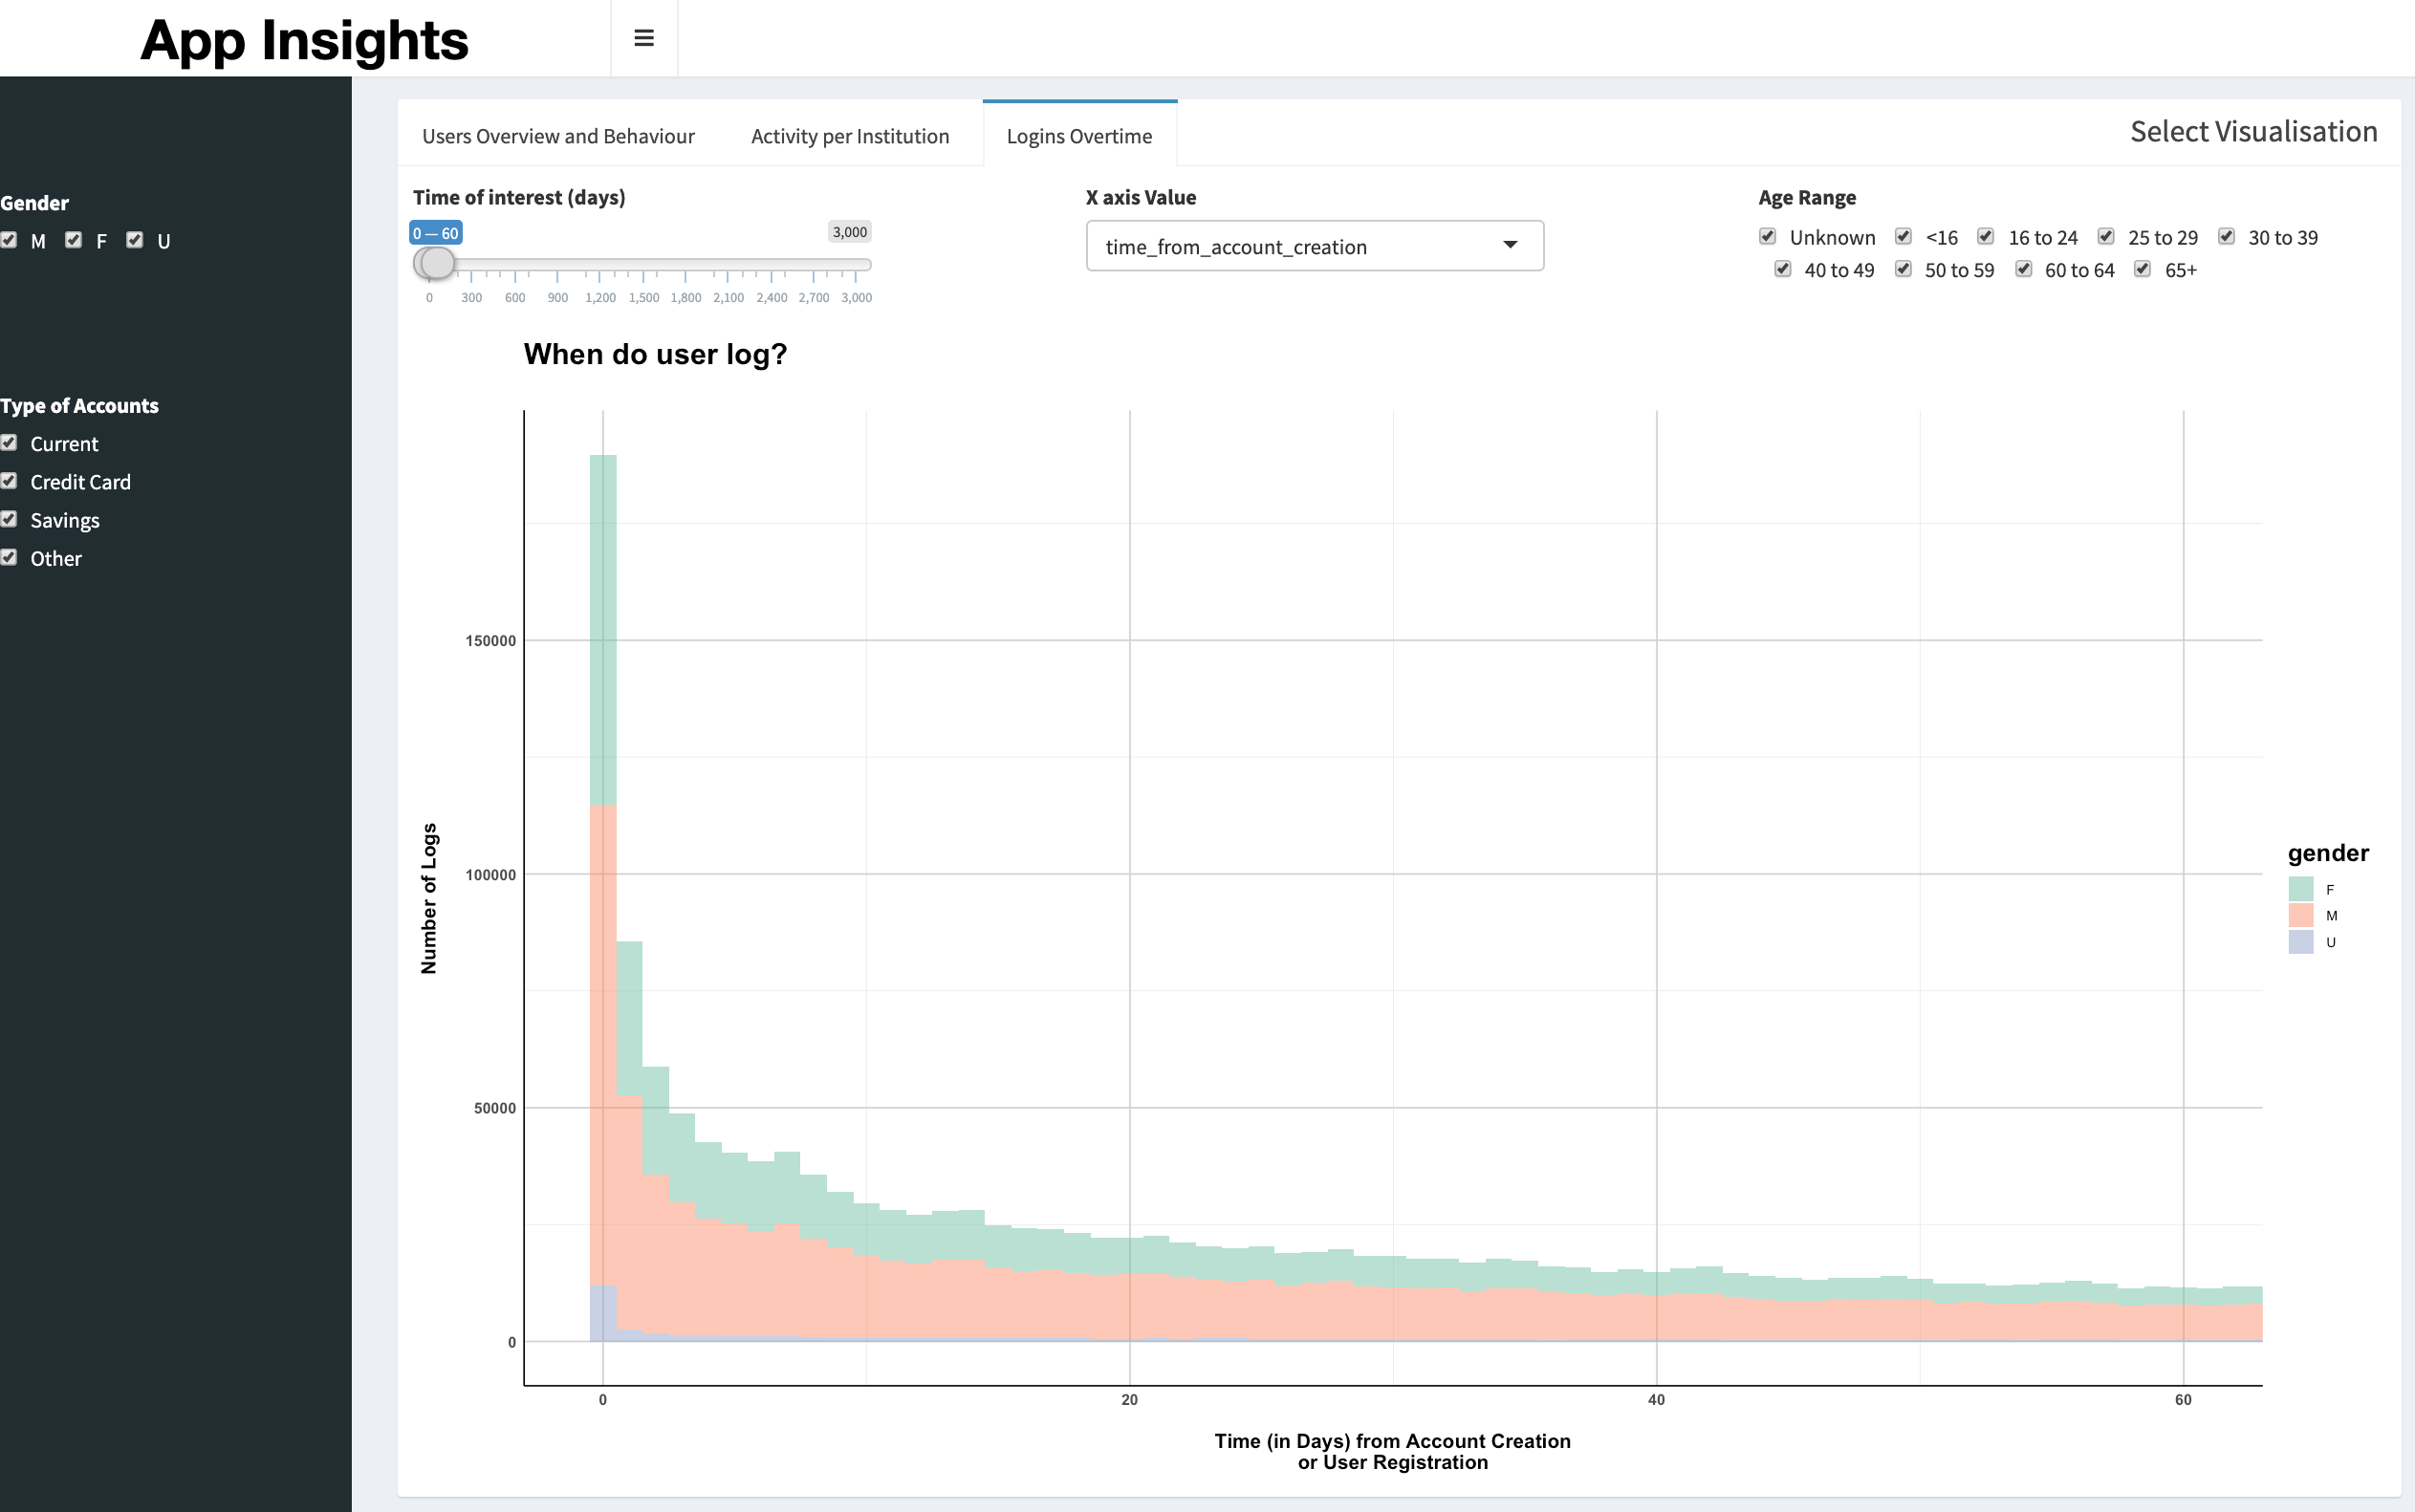 App Insights
Users Overview and Behaviour
Activity per Institution
Logins Overtime
Select Visualisation
Gender
M F U
Type of Accounts
Current
Credit Card
Savings
Other
Time of interest (days)
0 — 60
3,000
0 300 600 900 1,200 1,500 1,800 2,100 2,400 2,700 3,000
X axis Value
time_from_account_creation
Age Range
Unknown <16 16 to 24 25 to 29 30 to 39
40 to 49 50 to 59 60 to 64 65+
When do user log?
Number of Logs
150000
100000
50000
0
0 20 40 60
Time (in Days) from Account Creation
or User Registration
gender
F
M
U